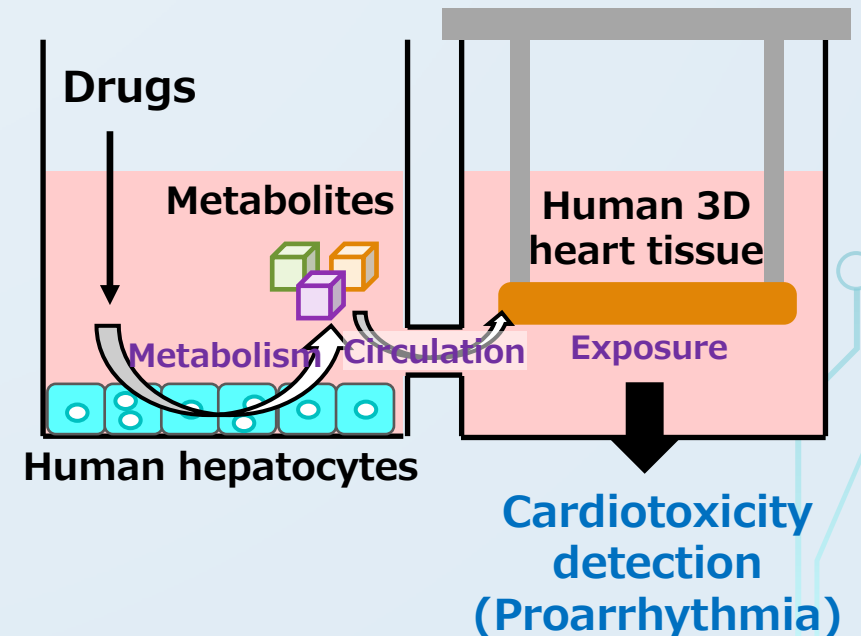 Drugs
Metabolites
Metabolism
Circulation
Human hepatocytes
Human 3D
heart tissue
Exposure
Cardiotoxicity
detection
(Proarrhythmia)